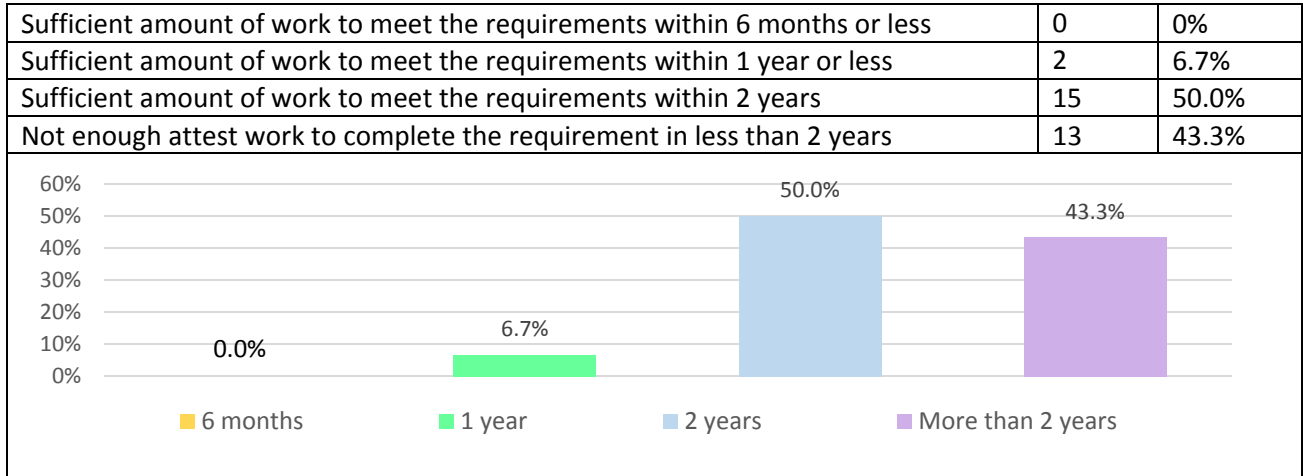 Sufficient amount of work to meet the requirements within 6 months or less 0 0%
Sufficient amount of work to meet the requirements within 1 year or less 2 6.7%
Sufficient amount of work to meet the requirements within 2 years 15 50.0%
Not enough attest work to complete the requirement in less than 2 years 13 43.3%
60%
50%
40%
30%
20%
10%
0%
0.0%
6.7%
50.0%
43.3%
6 months 1 year 2 years More than 2 years